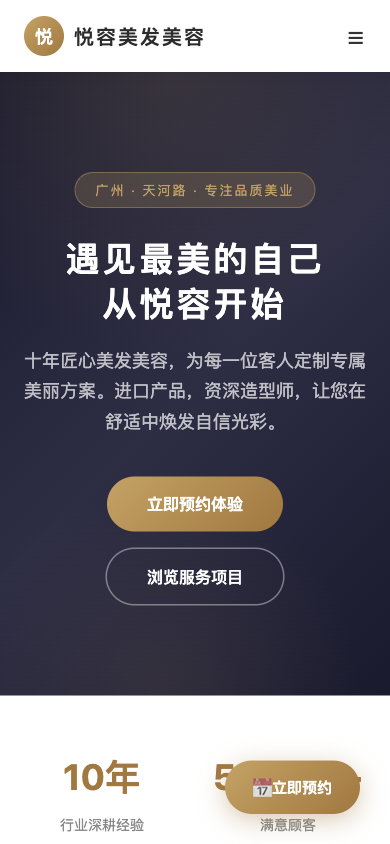 悦 悦容美发美容
广州 · 天河路 · 专注品质美业
遇见最美的自己
从悦容开始
十年匠心美发美容，为每一位客人定制专属
美丽方案。进口产品，资深造型师，让您在
舒适中焕发自信光彩。
立即预约体验
浏览服务项目
10年
行业深耕经验
📅立即预约
满意顾客